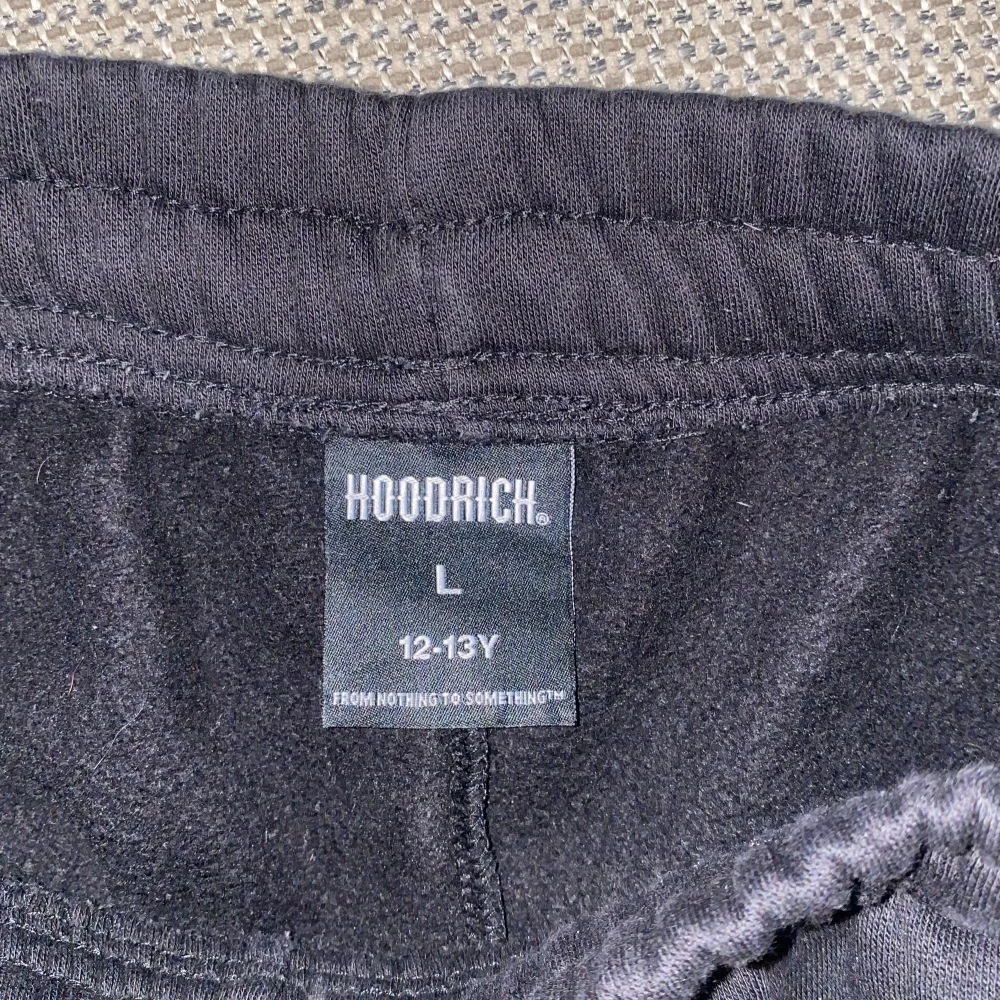 HOODRICH®
L
12-13Y
FROM NOTHING TO SOMETHING™